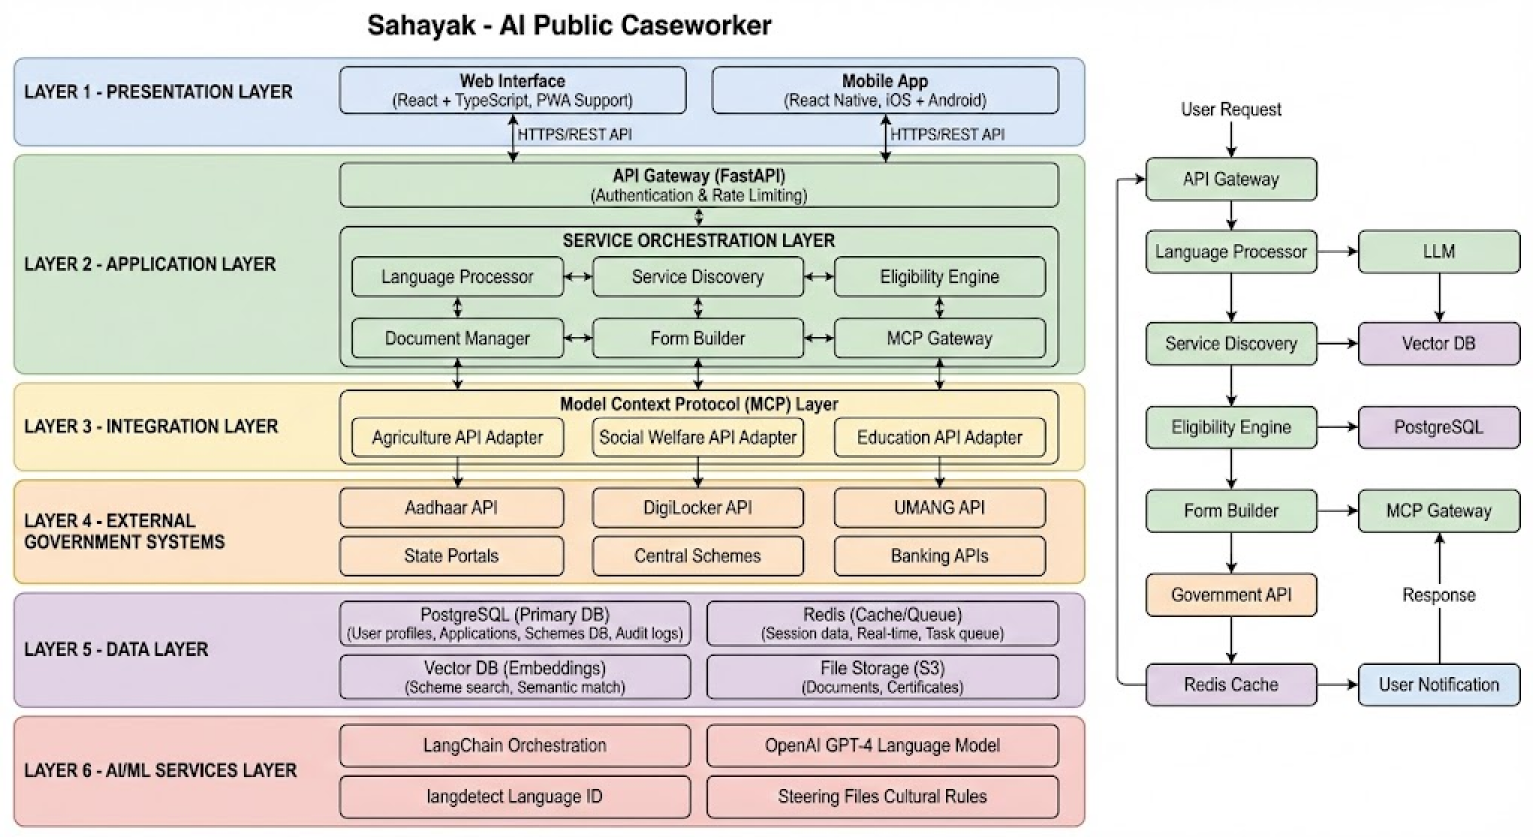 Sahayak - AI Public Caseworker
LAYER 1 - PRESENTATION LAYER
Web Interface
(React + TypeScript, PWA Support)
Mobile App
(React Native, iOS + Android)
HTTPS/REST API
HTTPS/REST API
LAYER 2 - APPLICATION LAYER
API Gateway (FastAPI)
(Authentication & Rate Limiting)
SERVICE ORCHESTRATION LAYER
Language Processor
Service Discovery
Eligibility Engine
Document Manager
Form Builder
MCP Gateway
LAYER 3 - INTEGRATION LAYER
Model Context Protocol (MCP) Layer
Agriculture API Adapter
Social Welfare API Adapter
Education API Adapter
LAYER 4 - EXTERNAL
GOVERNMENT SYSTEMS
Aadhaar API
DigiLocker API
UMANG API
State Portals
Central Schemes
Banking APIs
LAYER 5 - DATA LAYER
PostgreSQL (Primary DB)
(User profiles, Applications, Schemes DB, Audit logs)
Redis (Cache/Queue)
(Session data, Real-time, Task queue)
Vector DB (Embeddings)
(Scheme search, Semantic match)
File Storage (S3)
(Documents, Certificates)
LAYER 6 - AI/ML SERVICES LAYER
LangChain Orchestration
OpenAI GPT-4 Language Model
langdetect Language ID
Steering Files Cultural Rules
User Request
API Gateway
Language Processor
LLM
Service Discovery
Vector DB
Eligibility Engine
PostgreSQL
Form Builder
MCP Gateway
Government API
Response
Redis Cache
User Notification